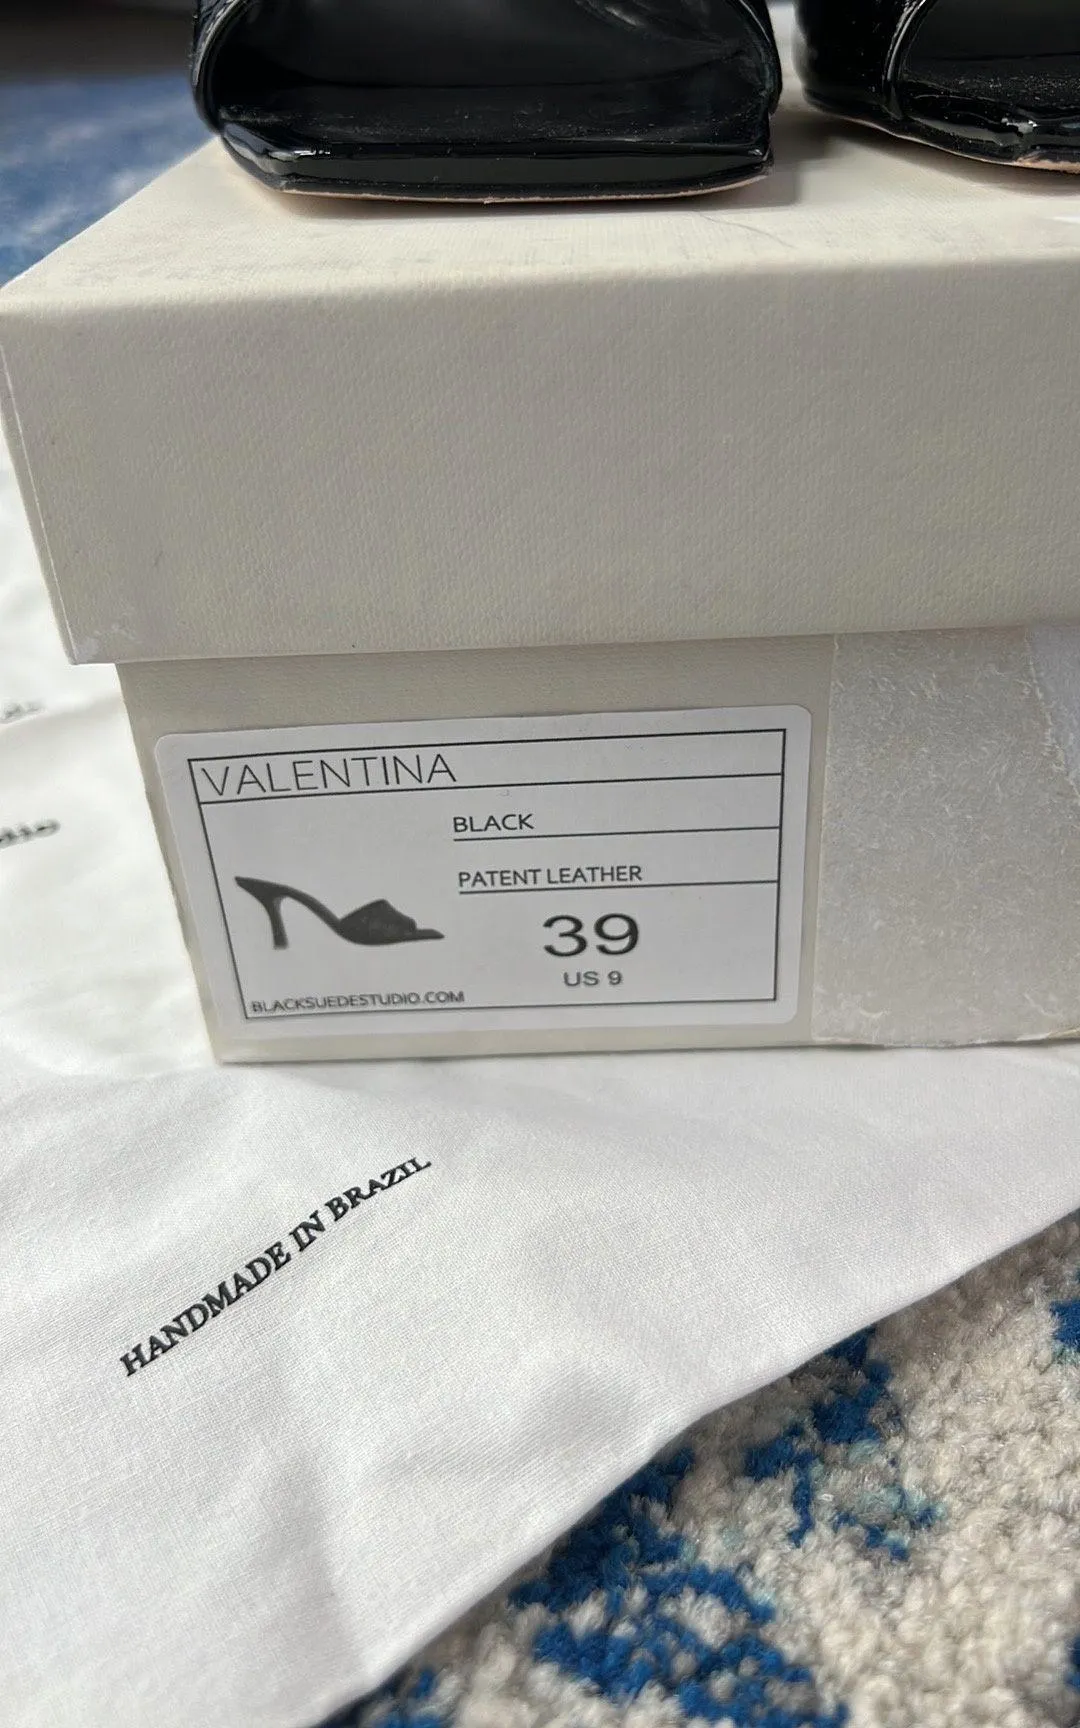 VALENTINA
BLACK
PATENT LEATHER
39
US 9
BLACKSUEDESTUDIO.COM
HANDMADE IN BRAZIL